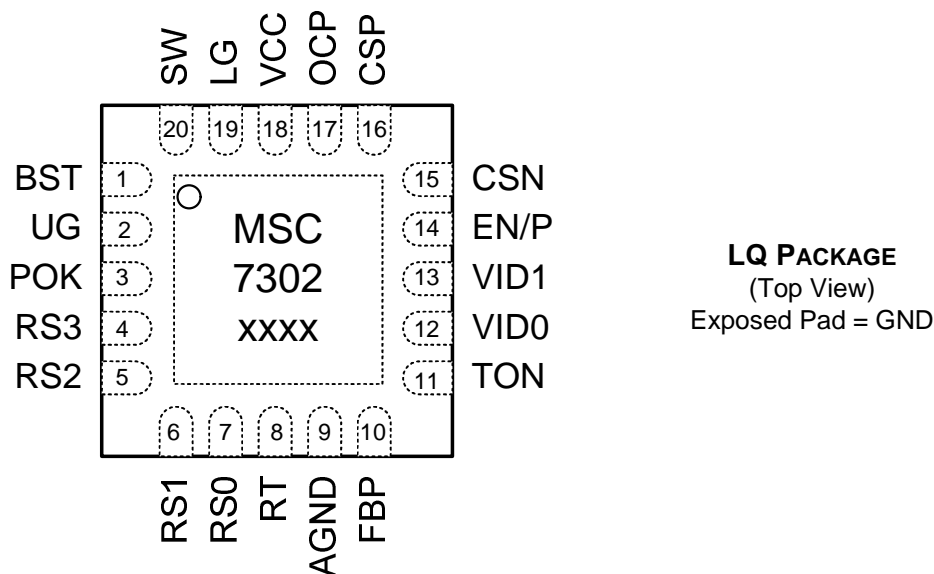 SW
LG
VCC
OCP
CSP
20
19
18
17
16
BST 1
UG 2
POK 3
RS3 4
RS2 5
MSC
7302
xxxx
15 CSN
14 EN/P
13 VID1
12 VID0
11 TON
6
7
8
9
10
RS1
RS0
RT
AGND
FBP
LQ PACKAGE
(Top View)
Exposed Pad = GND